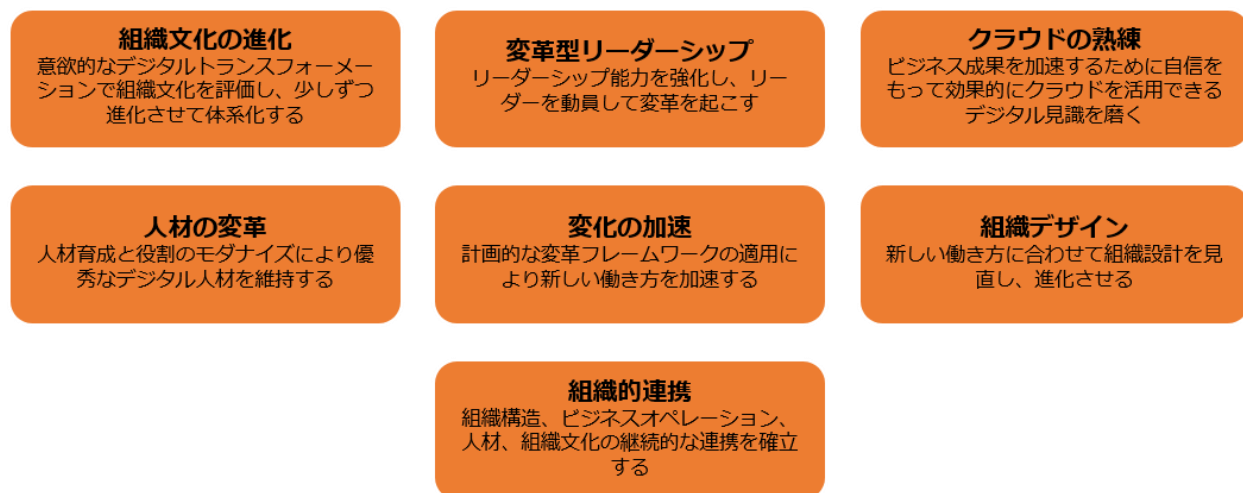 組織文化の進化
意欲的なデジタルトランスフォーメー
ションで組織文化を評価し、少しずつ
進化させて体系化する
変革型リーダーシップ
リーダーシップ能力を強化し、リー
ダーを動員して変革を起こす
クラウドの熟練
ビジネス成果を加速するために自信を
もって効果的にクラウドを活用できる
デジタル見識を磨く
人材の変革
人材育成と役割のモダナイズにより優
秀なデジタル人材を維持する
変化の加速
計画的な変革フレームワークの適用に
より新しい働き方を加速する
組織デザイン
新しい働き方に合わせて組織設計を見
直し、進化させる
組織的連携
組織構造、ビジネスオペレーション、
人材、組織文化の継続的な連携を確立
する